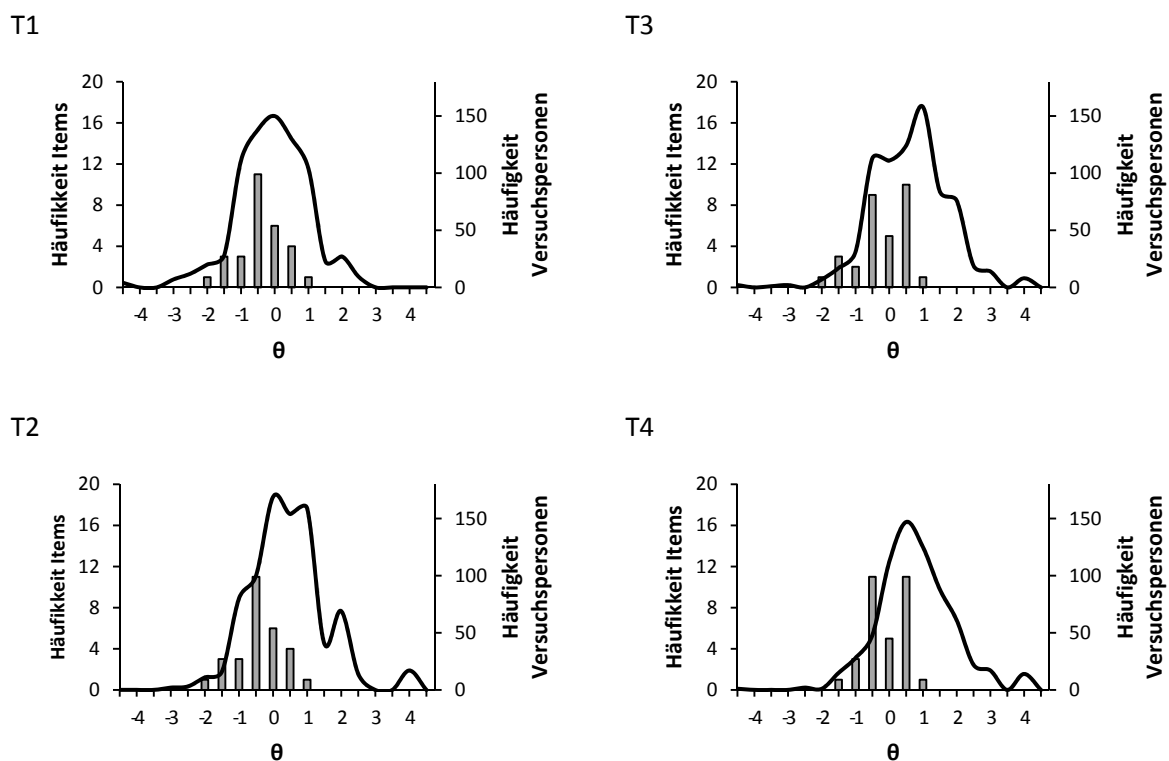 T1
20
16
12
8
4
0
Häufikkeit Items
150
100
50
0
Häufigkeit
Versuchspersonen
-4 -3 -2 -1 0 1 2 3 4
θ
T3
20
16
12
8
4
0
Häufikkeit Items
150
100
50
0
Häufigkeit
Versuchspersonen
-4 -3 -2 -1 0 1 2 3 4
θ
T2
20
16
12
8
4
0
Häufikkeit Items
150
100
50
0
Häufigkeit
Versuchspersonen
-4 -3 -2 -1 0 1 2 3 4
θ
T4
20
16
12
8
4
0
Häufikkeit Items
150
100
50
0
Häufigkeit
Versuchspersonen
-4 -3 -2 -1 0 1 2 3 4
θ